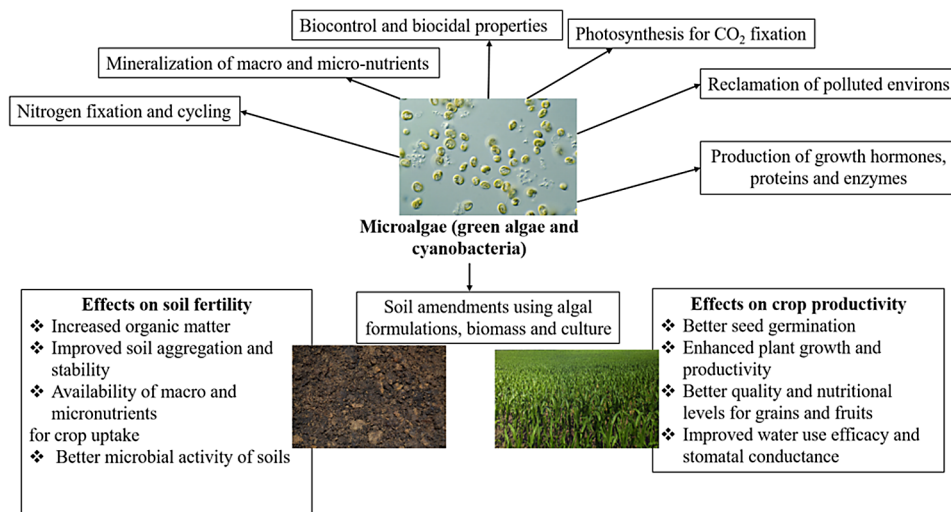 Biocontrol and biocidal properties
Photosynthesis for CO₂ fixation
Mineralization of macro and micro-nutrients
Reclamation of polluted environs
Nitrogen fixation and cycling
Production of growth hormones,
proteins and enzymes
Microalgae (green algae and
cyanobacteria)
Effects on soil fertility
❖ Increased organic matter
❖ Improved soil aggregation and
stability
❖ Availability of macro and
micronutrients
for crop uptake
❖ Better microbial activity of soils
Soil amendments using algal
formulations, biomass and culture
Effects on crop productivity
❖ Better seed germination
❖ Enhanced plant growth and
productivity
❖ Better quality and nutritional
levels for grains and fruits
❖ Improved water use efficacy and
stomatal conductance